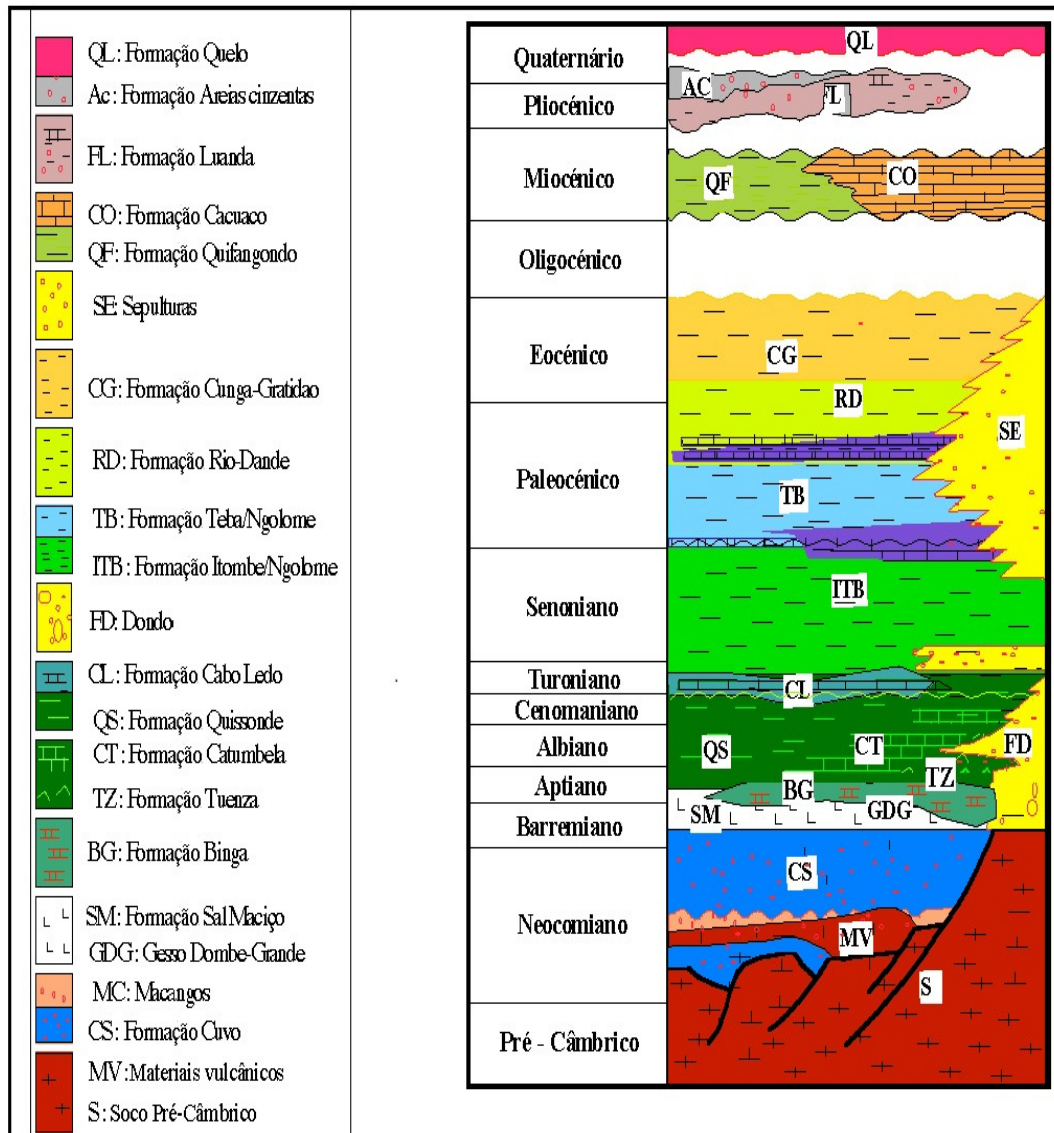 QL: Formação Quelo
Ac: Formação Areias cinzentas
FL: Formação Luanda
CO: Formação Cacuaco
QF: Formação Quifangondo
SE: Sepulturas
CG: Formação Cunga-Gratidao
RD: Formação Rio-Dande
TB: Formação Teba/Ngolome
ITB: Formação Itombe/Ngolome
FD: Dondo
CL: Formação Cabo Ledo
QS: Formação Quissonde
CT: Formação Catumbela
TZ: Formação Tuenza
BG: Formação Binga
SM: Formação Sal Maciço
GDG: Gesso Dombe-Grande
MC: Macangos
CS: Formação Cuvo
MV: Materiais vulcânicos
S: Soco Pré-Câmbrico
Quaternário
Pliocénico
Miocénico
Oligocénico
Eocénico
Paleocénico
Senoniano
Turoniano
Cenomaniano
Albiano
Aptiano
Barremiano
Neocomiano
Pré - Câmbrico
QL
AC
FL
QF
CO
CG
RD
SE
TB
ITB
CL
QS
CT
FD
TZ
BG
SM
GDG
CS
MV
S